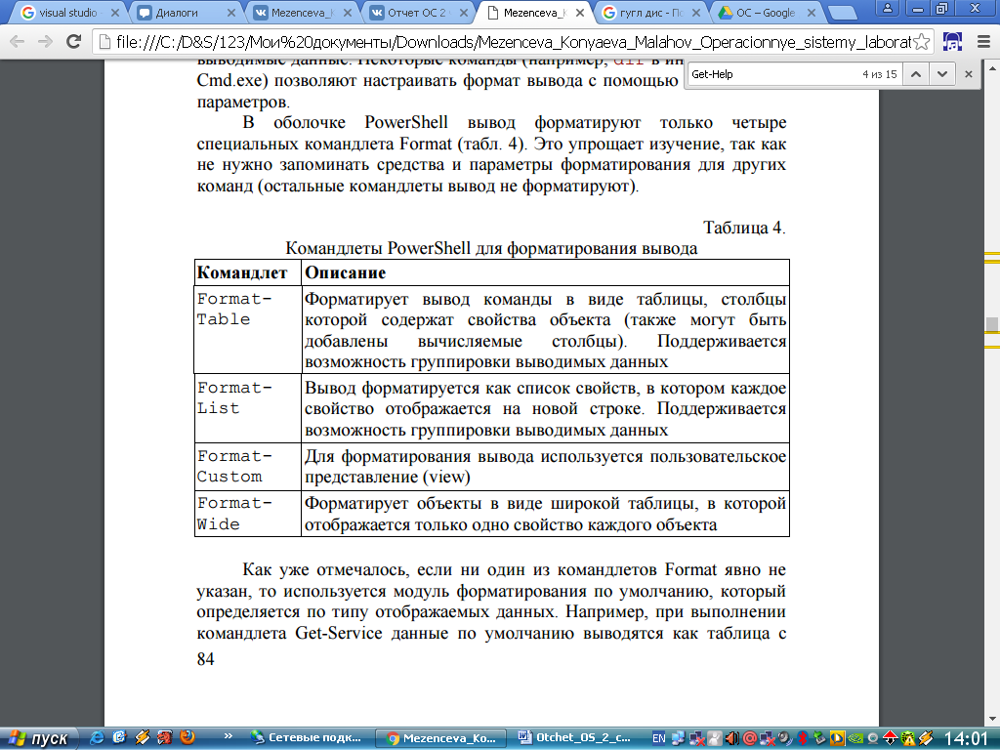 visual studio
Диалоги
Mezenceva_
Отчет ОС 2
Mezenceva_K
гугл дис - По
ОС – Google
file:///C:/D&S/123/Мои%20документы/Downloads/Mezenceva_Konyaeva_Malahov_Operacionnye_sistemy_laborat
Get-Help
4 из 15
выводимые данные. Некоторые команды (например, dir в ин
Cmd.exe) позволяют настраивать формат вывода с помощью
параметров.
В оболочке PowerShell вывод форматируют только четыре
специальных командлета Format (табл. 4). Это упрощает изучение, так как
не нужно запоминать средства и параметры форматирования для других
команд (остальные командлеты вывод не форматируют).
Таблица 4.
Командлеты PowerShell для форматирования вывода
Командлет Описание
Format-
Table
Форматирует вывод команды в виде таблицы, столбцы
которой содержат свойства объекта (также могут быть
добавлены вычисляемые столбцы). Поддерживается
возможность группировки выводимых данных
Format-
List
Вывод форматируется как список свойств, в котором каждое
свойство отображается на новой строке. Поддерживается
возможность группировки выводимых данных
Format-
Custom
Для форматирования вывода используется пользовательское
представление (view)
Format-
Wide
Форматирует объекты в виде широкой таблицы, в которой
отображается только одно свойство каждого объекта
Как уже отмечалось, если ни один из командлетов Format явно не
указан, то используется модуль форматирования по умолчанию, который
определяется по типу отображаемых данных. Например, при выполнении
командлета Get-Service данные по умолчанию выводятся как таблица с
84
пуск
Сетевые подк...
Mezenceva_Ko...
Otchet_OS_2_c...
EN
14:01